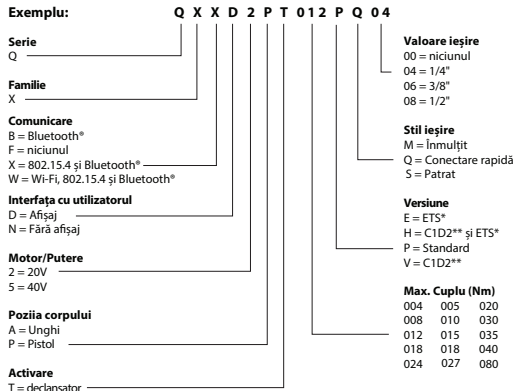 Exemplu: Q X X D 2 P T 0 1 2 P Q 0 4
Serie
Q
Familie
X
Comunicare
B = Bluetooth®
F = niciunul
X = 802.15.4 și Bluetooth®
W = Wi-Fi, 802.15.4 și Bluetooth®
Interfața cu utilizatorul
D = Afișaj
N = Fără afișaj
Motor/Putere
2 = 20V
5 = 40V
Poziia corpului
A = Unghi
P = Pistol
Activare
T = declanșator
Valoare ieșire
00 = niciunul
04 = 1/4"
06 = 3/8"
08 = 1/2"
Stil ieșire
M = Înmulțit
Q = Conectare rapidă
S = Patrat
Versiune
E = ETS*
H = C1D2** și ETS*
P = Standard
V = C1D2**
Max. Cuplu (Nm)
004 005 020
008 010 030
012 015 035
018 018 040
024 027 080